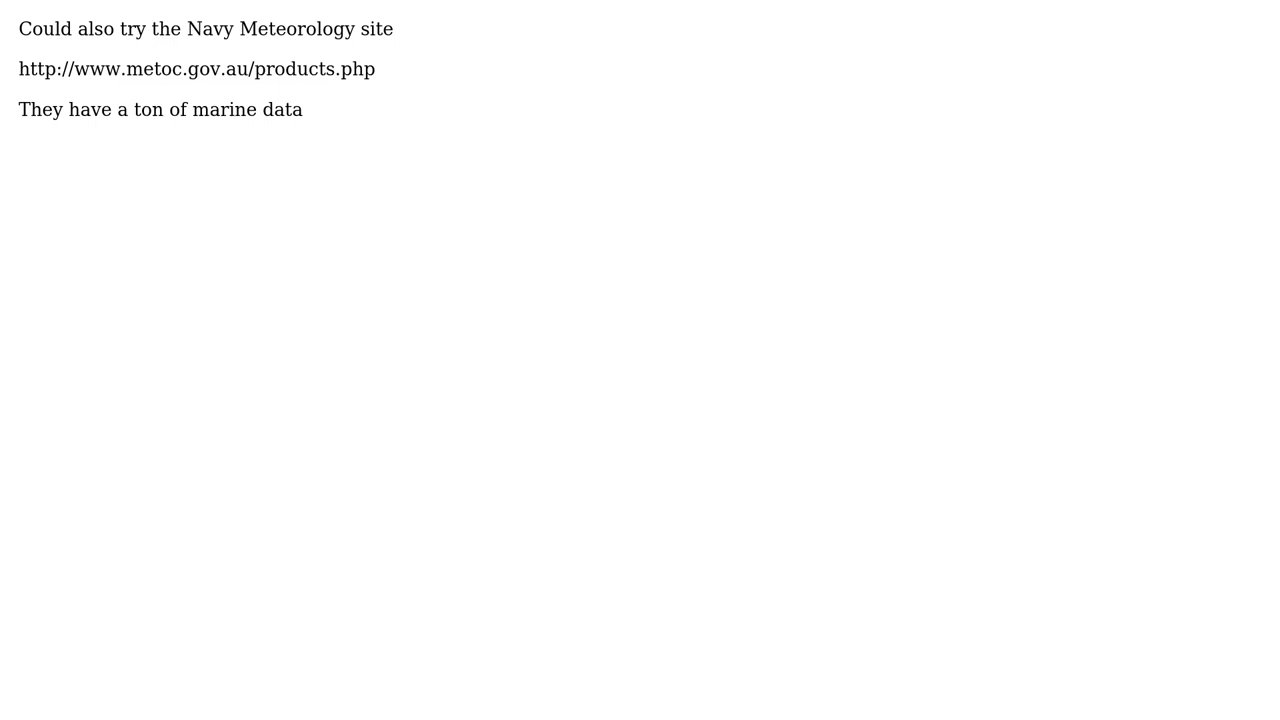 Could also try the Navy Meteorology site
http://www.metoc.gov.au/products.php
They have a ton of marine data